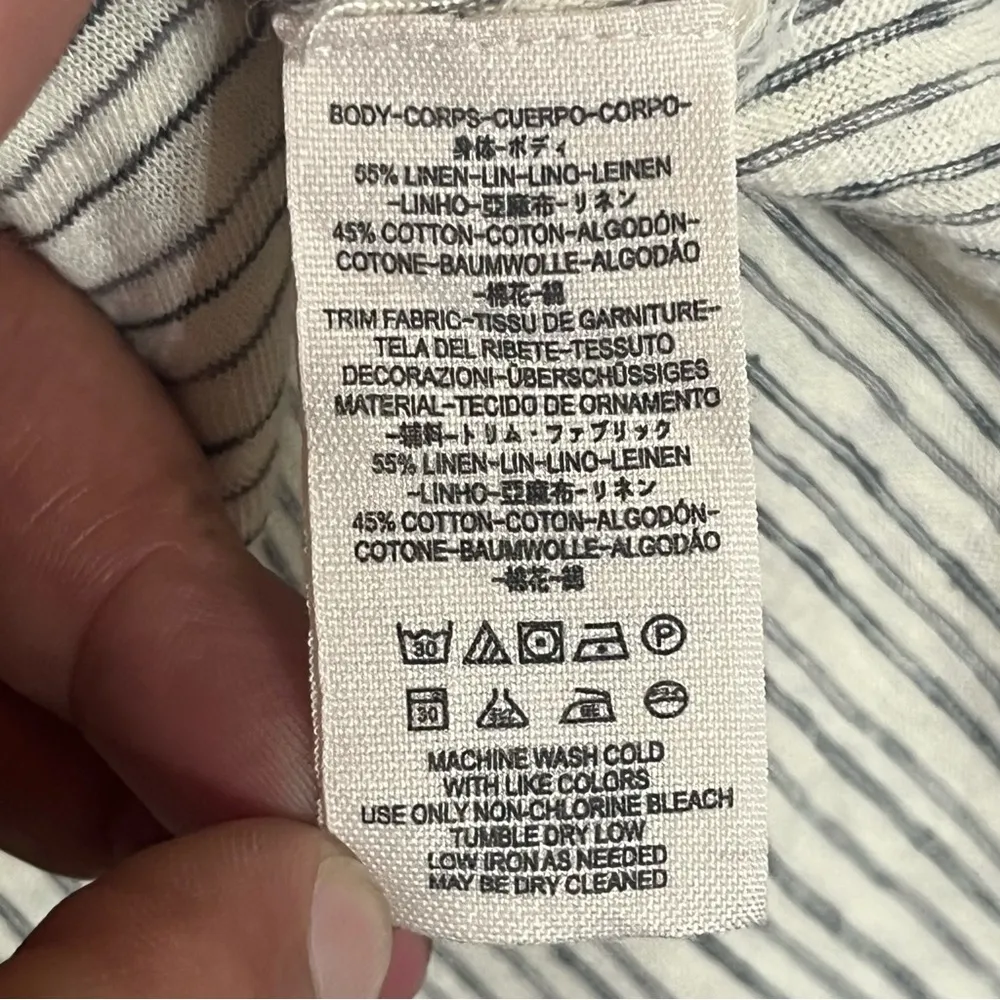 BODY-CORPS-CUERPO-CORPO-
身体-ボディ
55% LINEN-LIN-LINO-LEINEN
-LINHO-亞麻布-リネン
45% COTTON-COTON-ALGODÓN-
COTONE-BAUMWOLLE-ALGODÃO
-棉花-綿
TRIM FABRIC-TISSU DE GARNITURE-
TELA DEL RIBETE-TESSUTO
DECORAZIONI-ÜBERSCHÜSSIGES
MATERIAL-TECIDO DE ORNAMENTO
-辅料-トリム・ファブリック
55% LINEN-LIN-LINO-LEINEN
-LINHO-亞麻布-リネン
45% COTTON-COTON-ALGODÓN-
COTONE-BAUMWOLLE-ALGODÃO
-棉花-綿
30 P
30
MACHINE WASH COLD
WITH LIKE COLORS
USE ONLY NON-CHLORINE BLEACH
TUMBLE DRY LOW
LOW IRON AS NEEDED
MAY BE DRY CLEANED